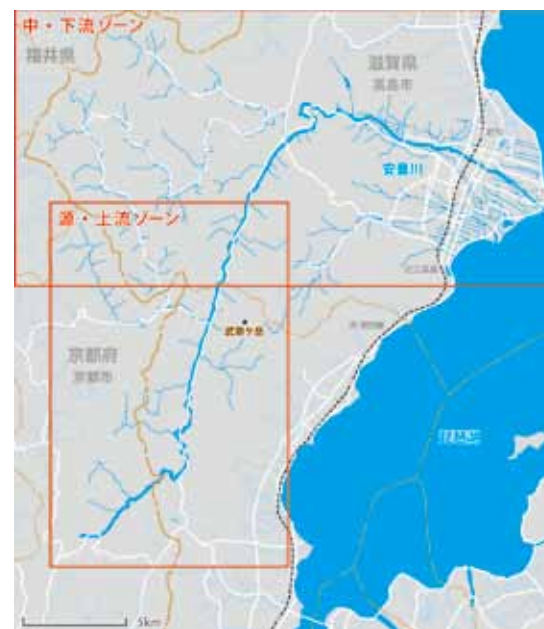 中・下流ゾーン
福井県
滋賀県
高島市
安曇川
源・上流ゾーン
武奈ヶ岳
京都府
京都市
琵琶湖
5km